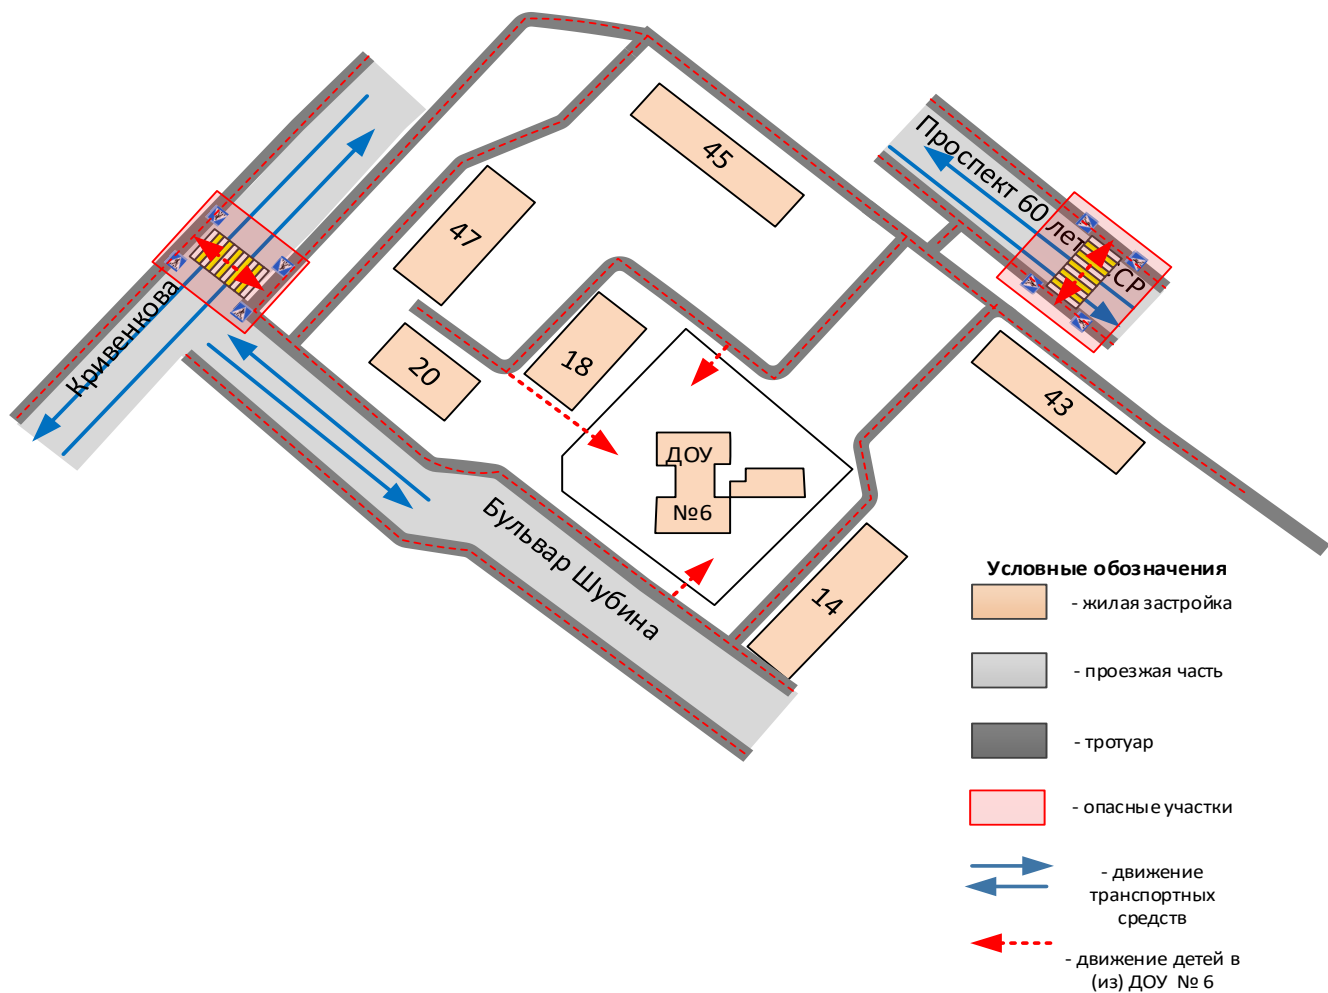 45
Проспект 60 лет СР
47
Кривенкова
20
18
43
ДОУ
№6
14
Бульвар Шубина
Условные обозначения
- жилая застройка
- проезжая часть
- тротуар
- опасные участки
- движение
транспортных
средств
- движение детей в
(из) ДОУ № 6